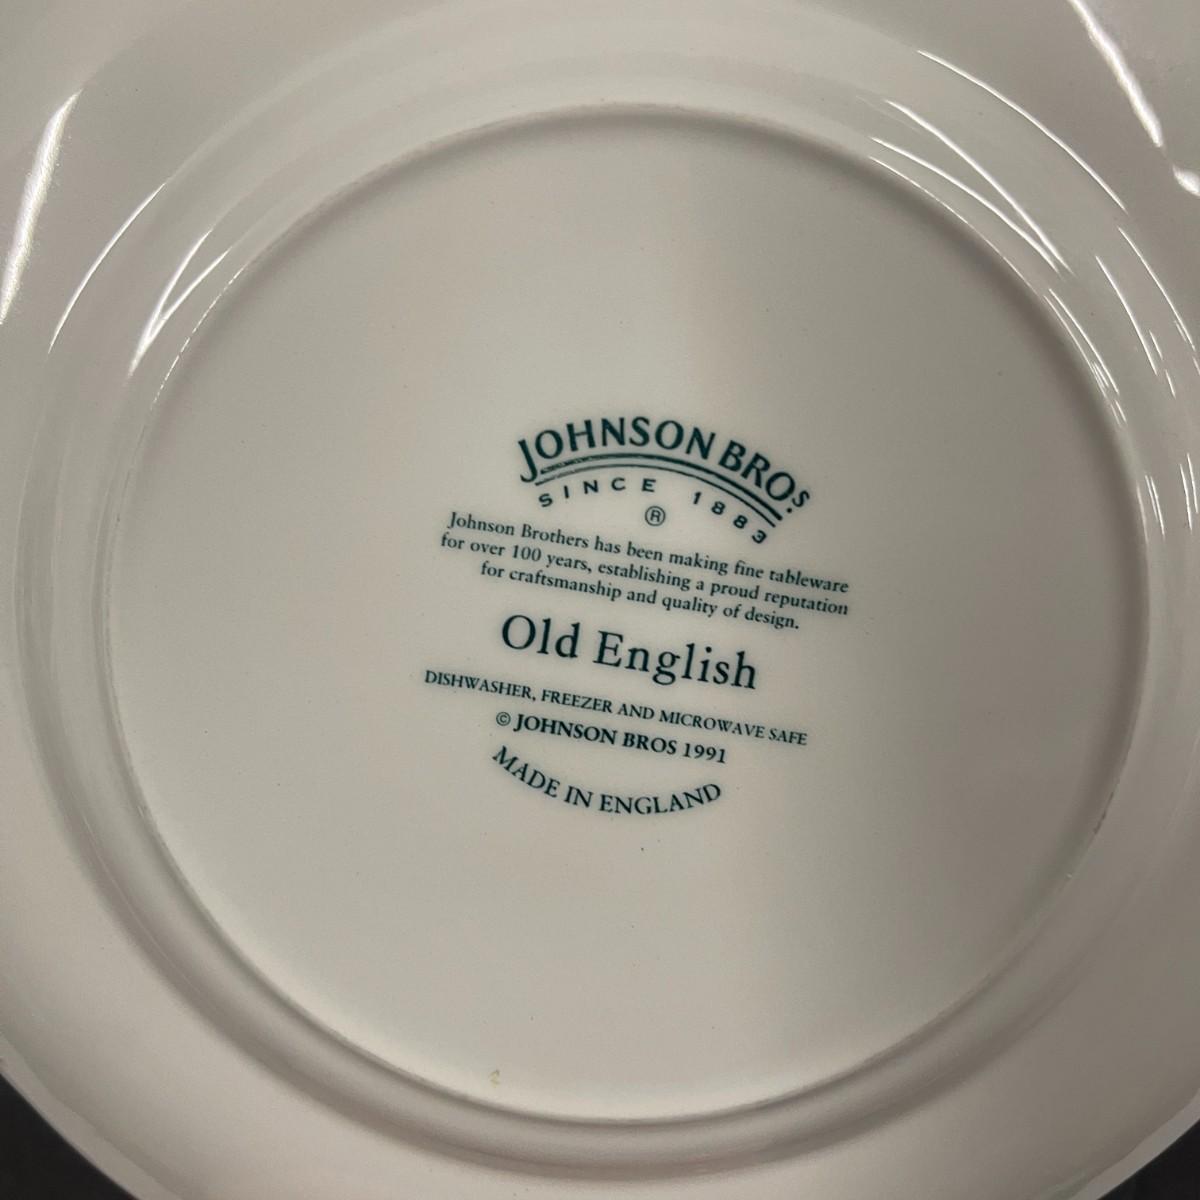 JOHNSON BROS.
SINCE 1883
®
Johnson Brothers has been making fine tableware
for over 100 years, establishing a proud reputation
for craftsmanship and quality of design.
Old English
DISHWASHER, FREEZER AND MICROWAVE SAFE
© JOHNSON BROS 1991
MADE IN ENGLAND